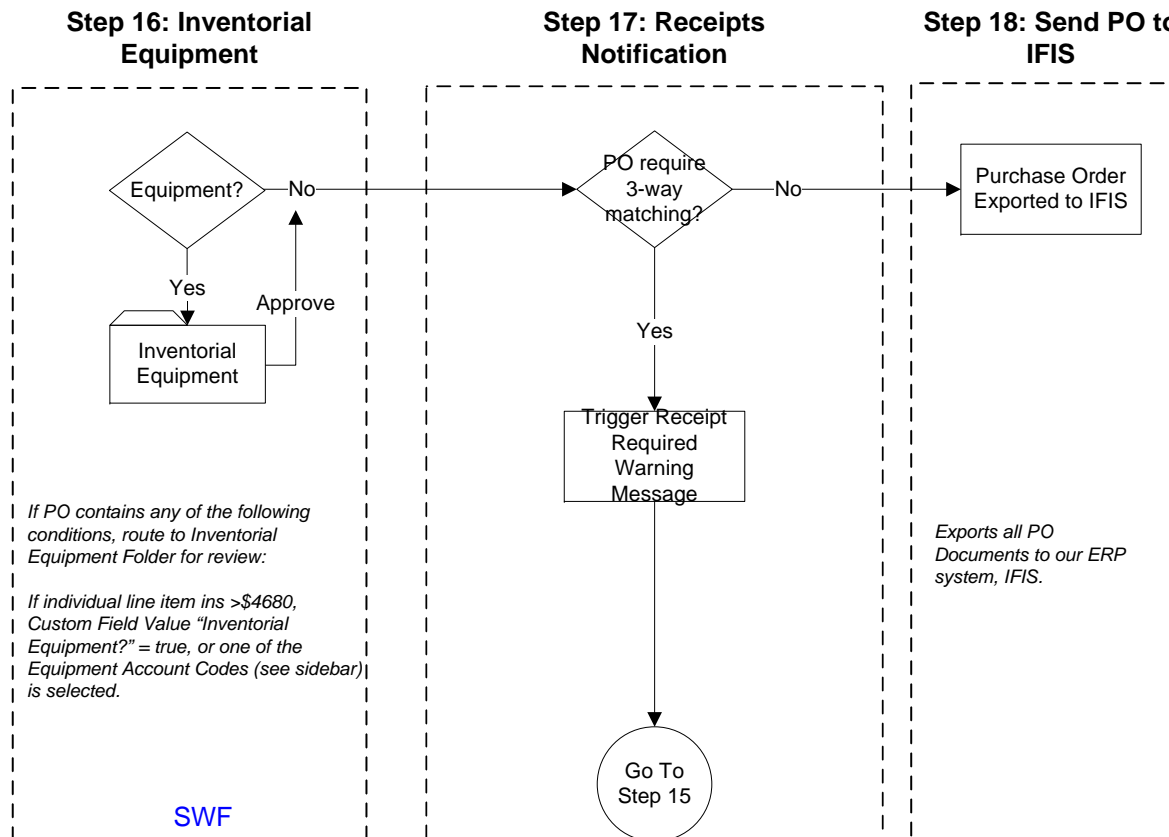 Step 16: Inventorial
Equipment
Equipment?
No
Yes
Approve
Inventorial
Equipment
If PO contains any of the following
conditions, route to Inventorial
Equipment Folder for review:
If individual line item ins >$4680,
Custom Field Value “Inventorial
Equipment?” = true, or one of the
Equipment Account Codes (see sidebar)
is selected.
SWF
Step 17: Receipts
Notification
PO require
3-way
matching?
No
Yes
Trigger Receipt
Required
Warning
Message
Go To
Step 15
Step 18: Send PO to
IFIS
Purchase Order
Exported to IFIS
Exports all PO
Documents to our ERP
system, IFIS.